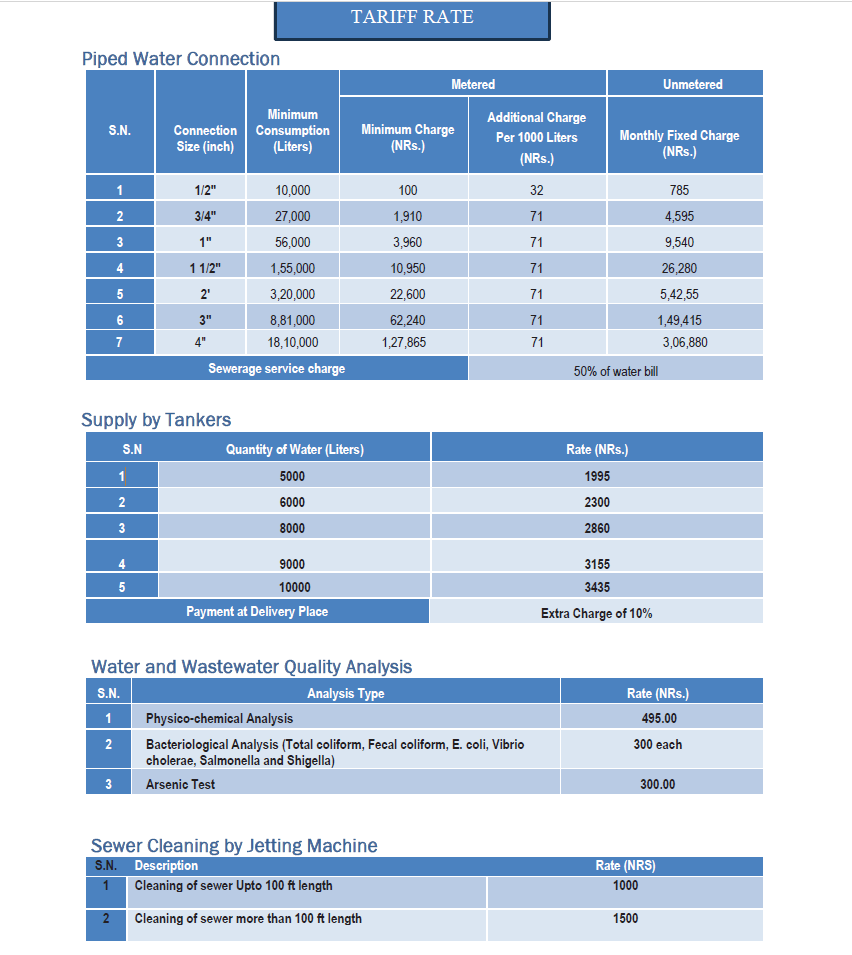 TARIFF RATE
Piped Water Connection
Metered Unmetered
S.N. Connection Size (inch) Minimum Consumption (Liters) Minimum Charge (NRs.) Additional Charge Per 1000 Liters (NRs.) Monthly Fixed Charge (NRs.)
1 1/2" 10,000 100 32 785
2 3/4" 27,000 1,910 71 4,595
3 1" 56,000 3,960 71 9,540
4 1 1/2" 1,55,000 10,950 71 26,280
5 2' 3,20,000 22,600 71 5,42,55
6 3" 8,81,000 62,240 71 1,49,415
7 4" 18,10,000 1,27,865 71 3,06,880
Sewerage service charge 50% of water bill
Supply by Tankers
S.N Quantity of Water (Liters) Rate (NRs.)
1 5000 1995
2 6000 2300
3 8000 2860
4 9000 3155
5 10000 3435
Payment at Delivery Place Extra Charge of 10%
Water and Wastewater Quality Analysis
S.N. Analysis Type Rate (NRs.)
1 Physico-chemical Analysis 495.00
2 Bacteriological Analysis (Total coliform, Fecal coliform, E. coli, Vibrio 300 each
cholerae, Salmonella and Shigella)
3 Arsenic Test 300.00
Sewer Cleaning by Jetting Machine
S.N. Description Rate (NRS)
1 Cleaning of sewer Upto 100 ft length 1000
2 Cleaning of sewer more than 100 ft length 1500